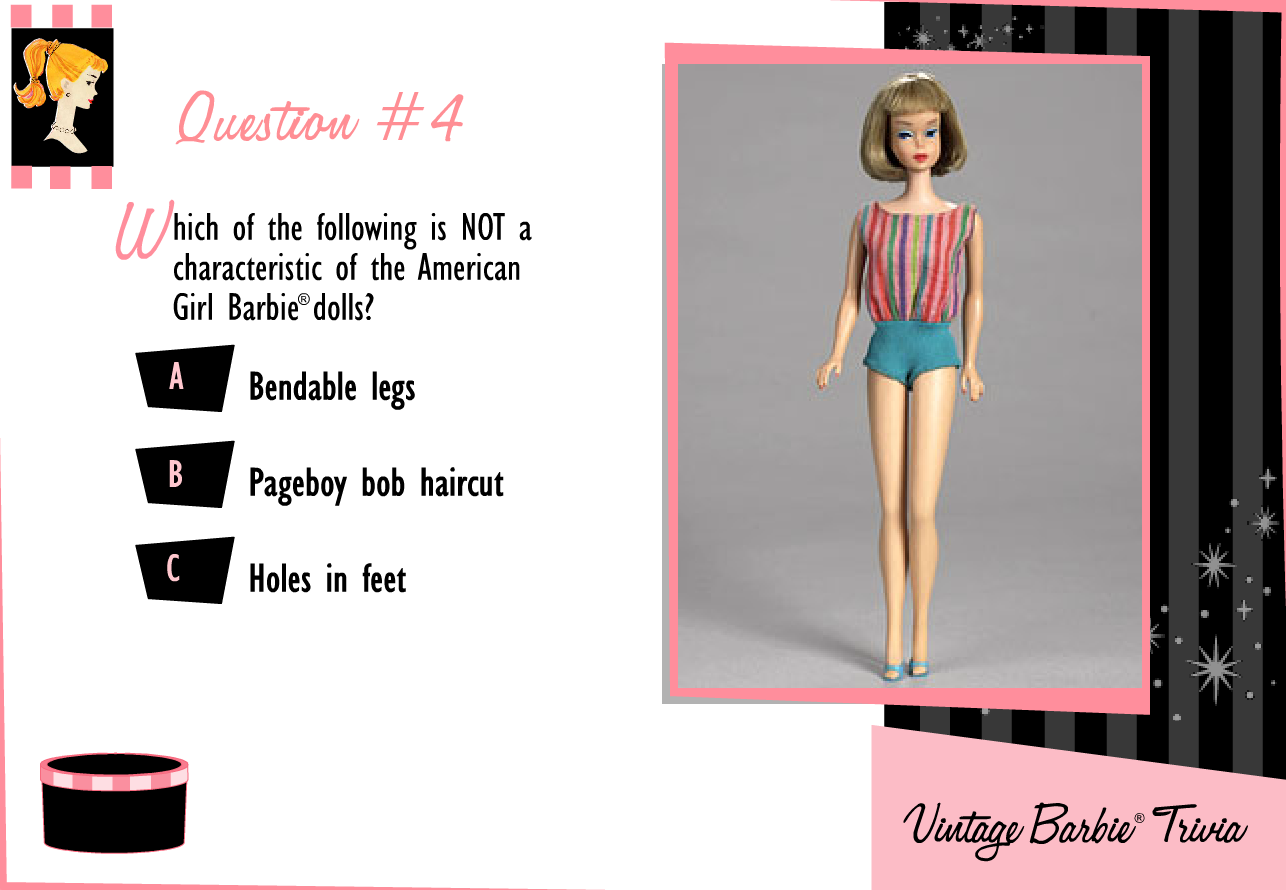 Question #4
Which of the following is NOT a
characteristic of the American
Girl Barbie® dolls?
A Bendable legs
B Pageboy bob haircut
C Holes in feet
Vintage Barbie® Trivia